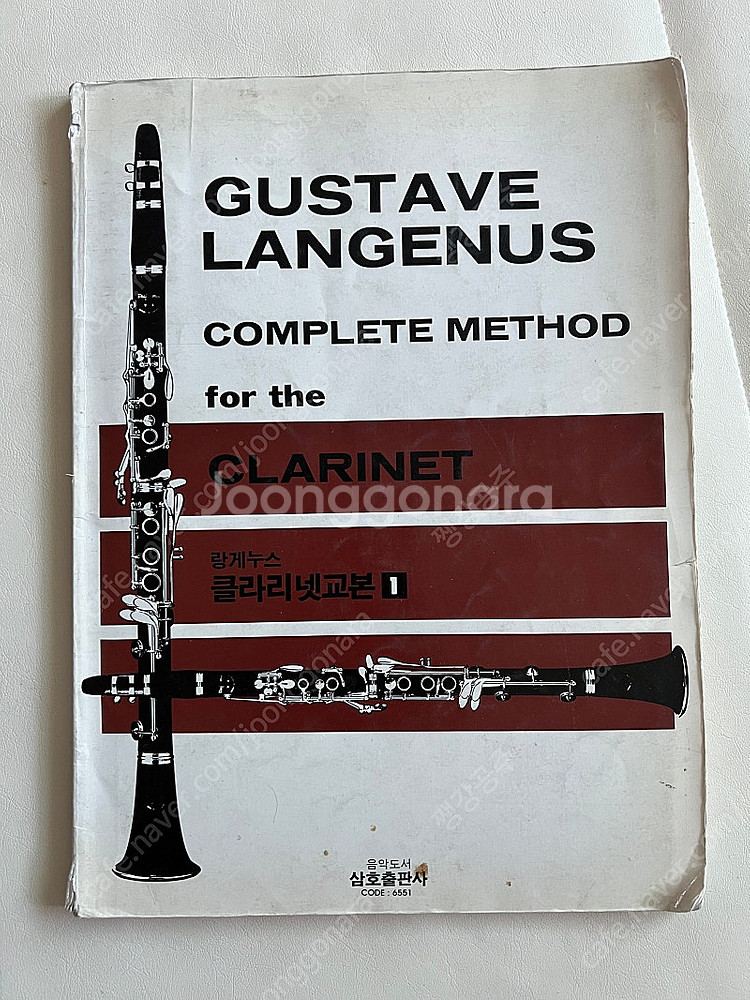 GUSTAVE
LANGENUS
COMPLETE METHOD
for the
CLARINET
Joonggonara
랑게누스
클라리넷교본 1
음악도서
삼호출판사
CODE : 6551